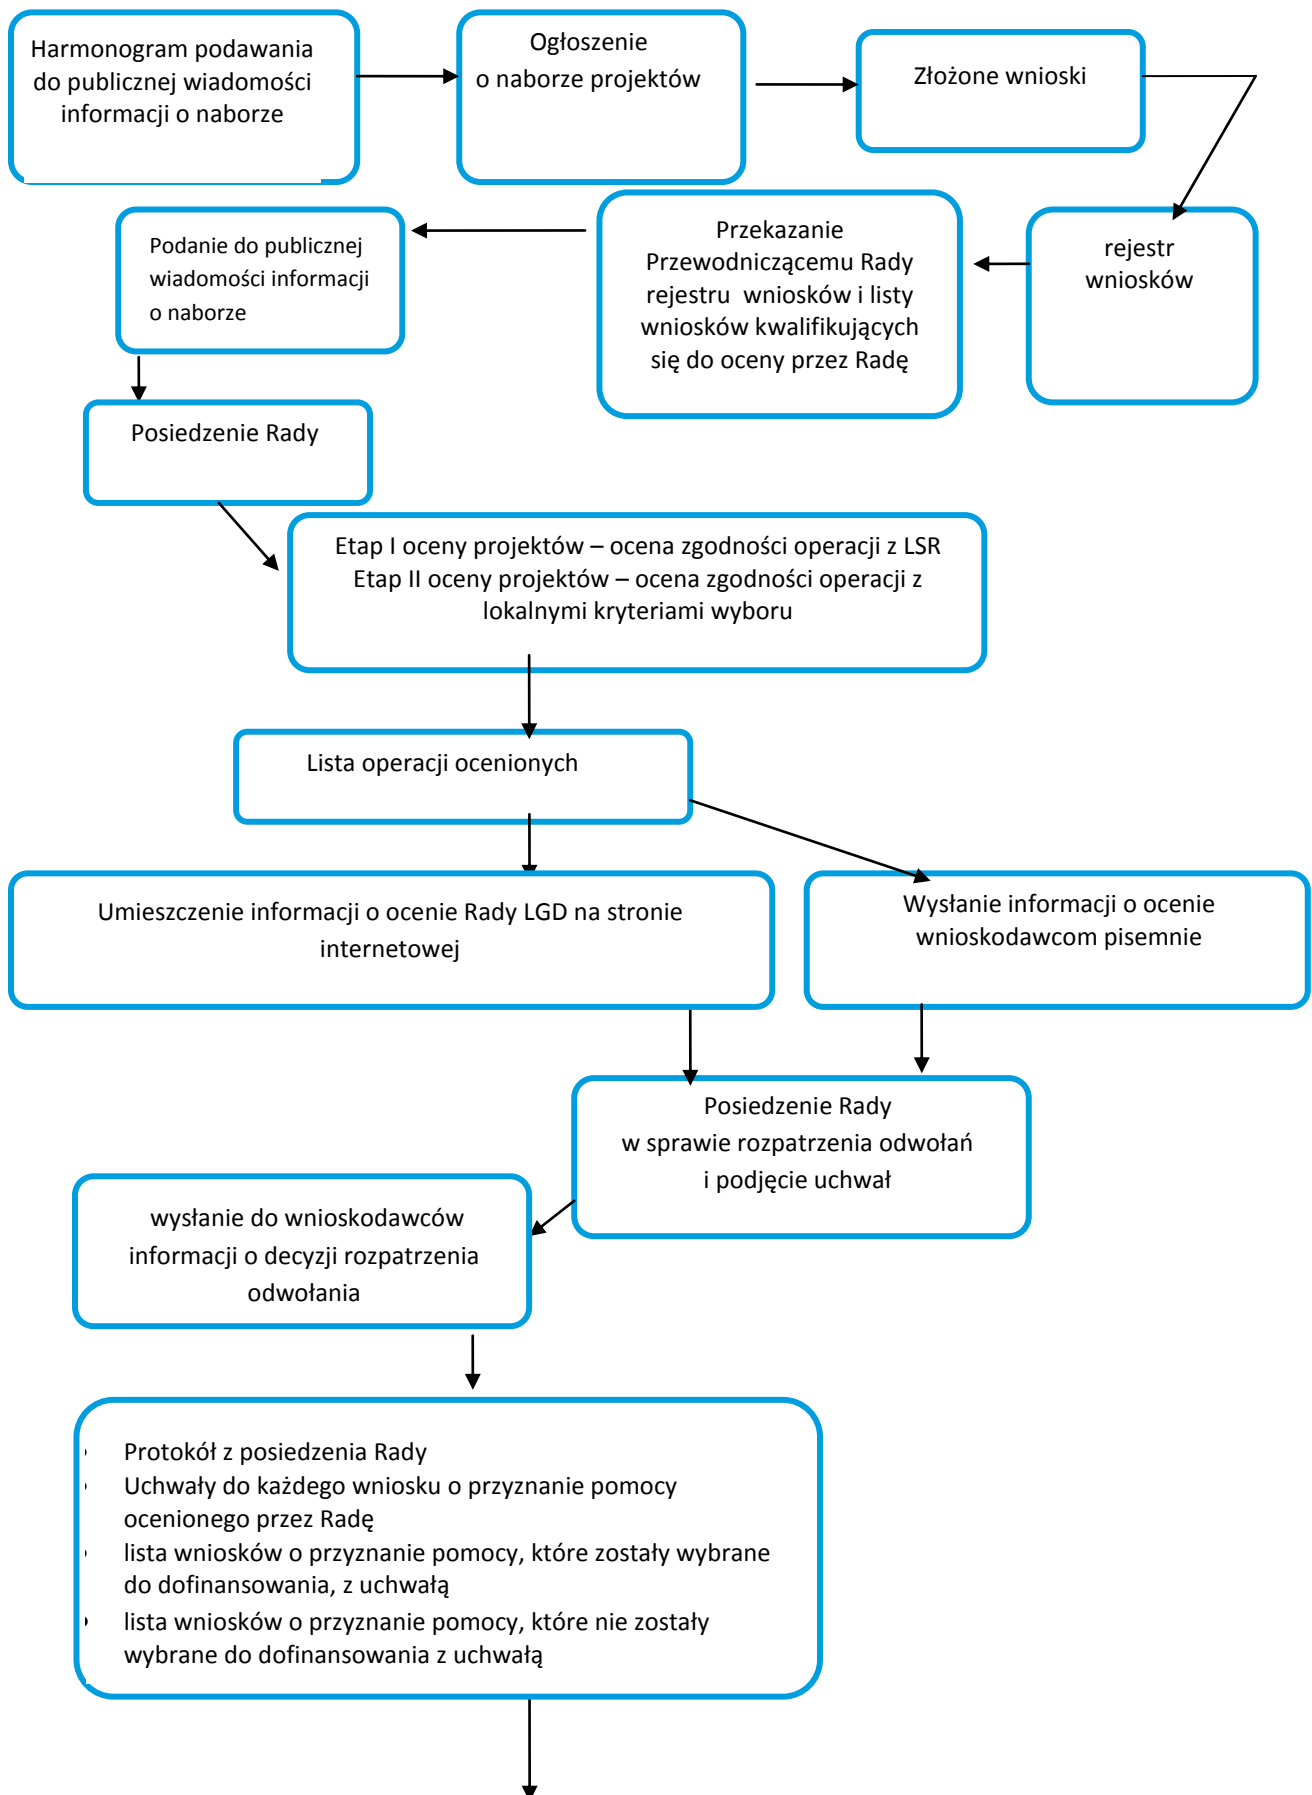 Harmonogram podawania
do publicznej wiadomości
informacji o naborze
Ogłoszenie
o naborze projektów
Złożone wnioski
rejestr
wniosków
Przekazanie
Przewodniczącemu Rady
rejestru wniosków i listy
wniosków kwalifikujących
się do oceny przez Radę
Podanie do publicznej
wiadomości informacji
o naborze
Posiedzenie Rady
Etap I oceny projektów – ocena zgodności operacji z LSR
Etap II oceny projektów – ocena zgodności operacji z
lokalnymi kryteriami wyboru
Lista operacji ocenionych
Umieszczenie informacji o ocenie Rady LGD na stronie
internetowej
Wysłanie informacji o ocenie
wnioskodawcom pisemnie
Posiedzenie Rady
w sprawie rozpatrzenia odwołań
i podjęcie uchwał
wysłanie do wnioskodawców
informacji o decyzji rozpatrzenia
odwołania
• Protokół z posiedzenia Rady
• Uchwały do każdego wniosku o przyznanie pomocy
ocenionego przez Radę
• lista wniosków o przyznanie pomocy, które zostały wybrane
do dofinansowania, z uchwałą
• lista wniosków o przyznanie pomocy, które nie zostały
wybrane do dofinansowania z uchwałą